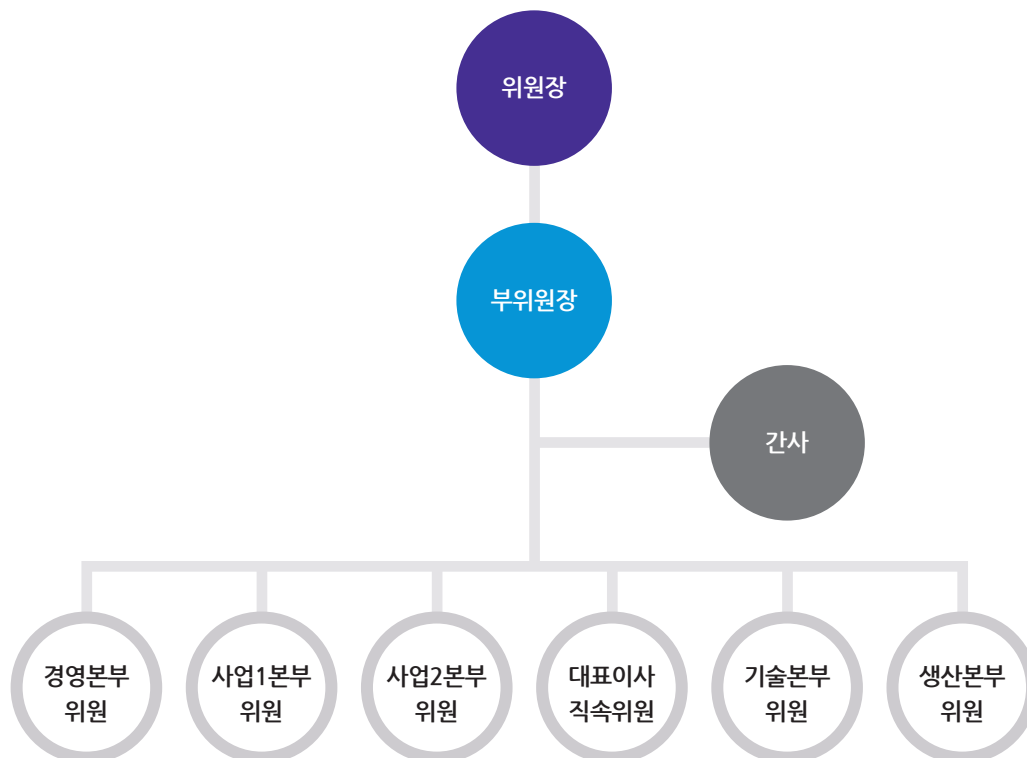 위원장
부위원장
간사
경영본부
위원
사업1본부
위원
사업2본부
위원
대표이사
직속위원
기술본부
위원
생산본부
위원